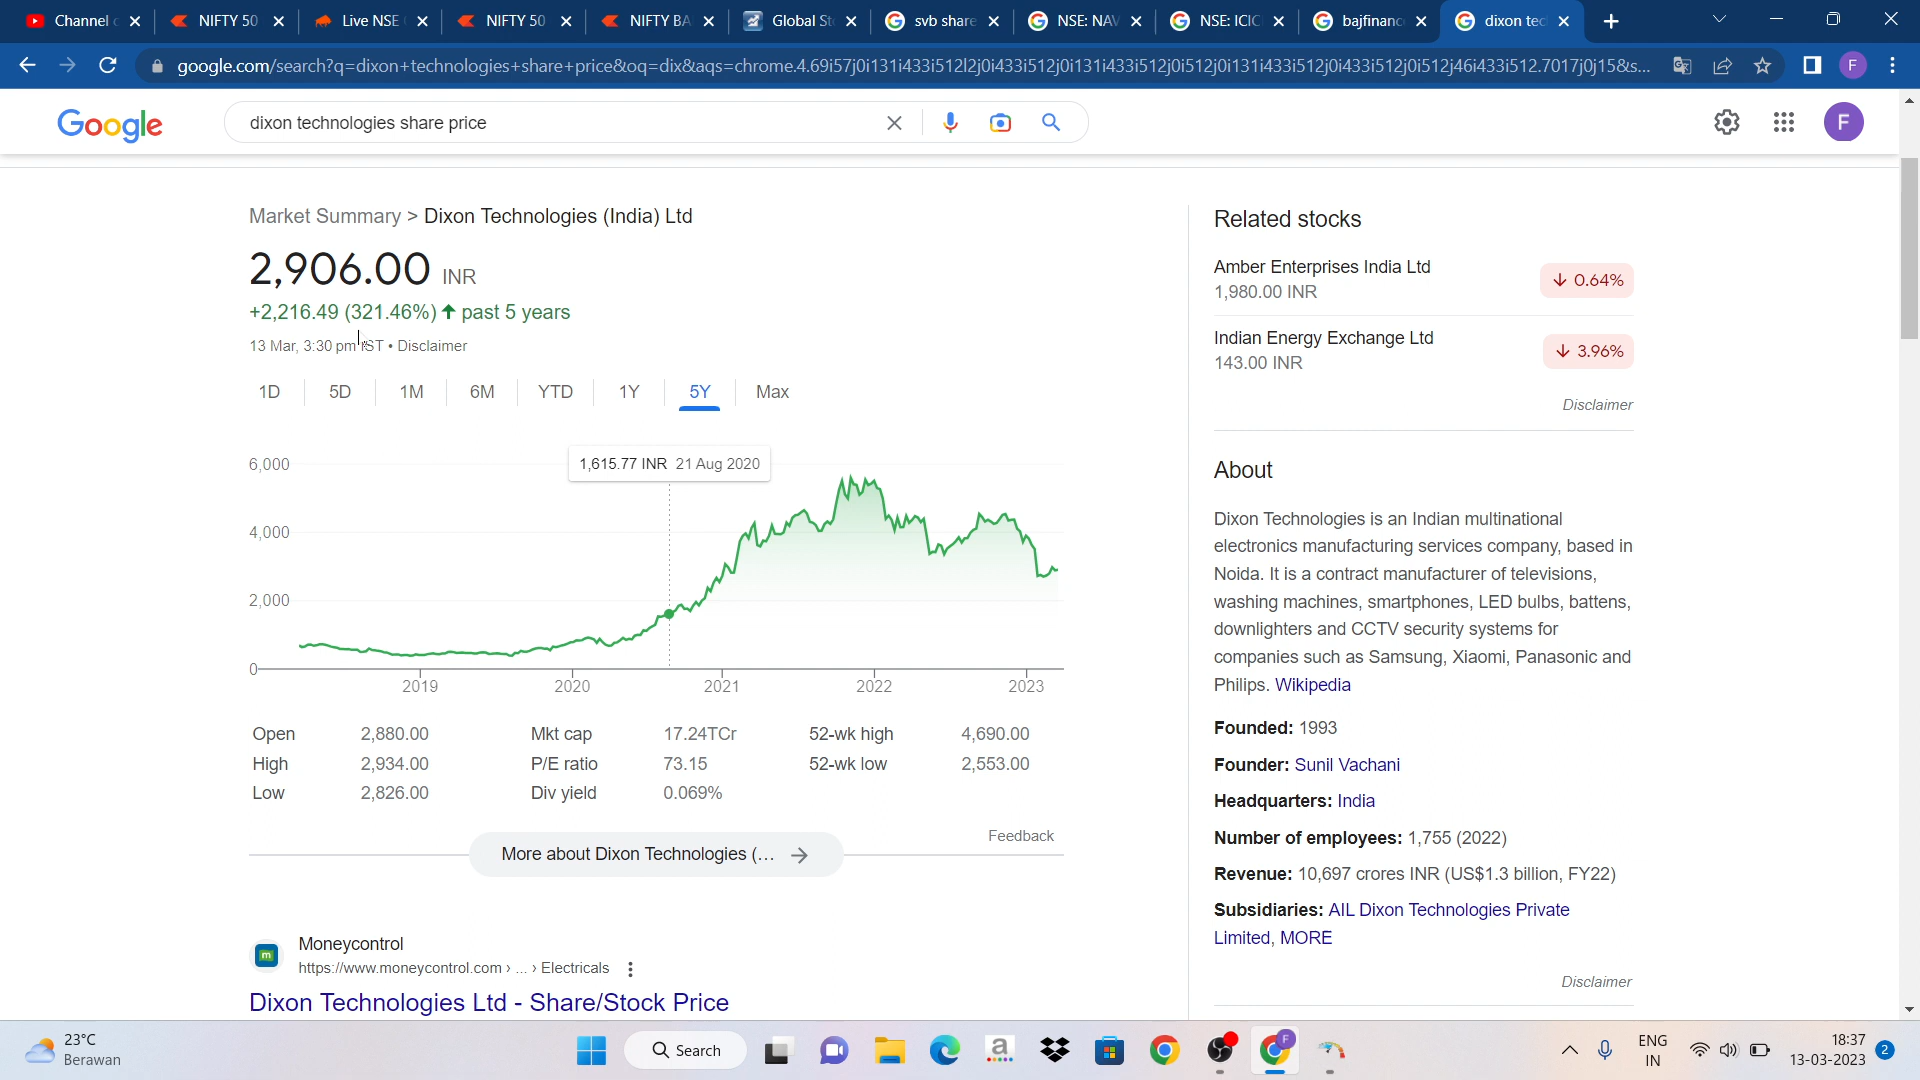 Channel c
NIFTY 50
Live NSE
NIFTY 50
NIFTY BA
Global St
svb share
NSE: NAV
NSE: ICIC
bajfinanc
dixon tec
google.com/search?q=dixon+technologies+share+price&oq=dix&aqs=chrome.4.69i57j0i131i433i512l2j0i433i512j0i131i433i512j0i512j0i131i433i512j0i433i512j0i512j46i433i512.7017j0j15&s...
F
Google
dixon technologies share price
F
Market Summary > Dixon Technologies (India) Ltd
2,906.00 INR
+2,216.49 (321.46%) past 5 years
13 Mar, 3:30 pm IST • Disclaimer
1D 5D 1M 6M YTD 1Y 5Y Max
1,615.77 INR 21 Aug 2020
6,000
4,000
2,000
0
2019 2020 2021 2022 2023
Open 2,880.00 Mkt cap 17.24TCr 52-wk high 4,690.00
High 2,934.00 P/E ratio 73.15 52-wk low 2,553.00
Low 2,826.00 Div yield 0.069%
Feedback
More about Dixon Technologies (... →
m
Moneycontrol
https://www.moneycontrol.com › ... › Electricals
Dixon Technologies Ltd - Share/Stock Price
Related stocks
Amber Enterprises India Ltd
1,980.00 INR
0.64%
Indian Energy Exchange Ltd
143.00 INR
3.96%
Disclaimer
About
Dixon Technologies is an Indian multinational
electronics manufacturing services company, based in
Noida. It is a contract manufacturer of televisions,
washing machines, smartphones, LED bulbs, battens,
downlighters and CCTV security systems for
companies such as Samsung, Xiaomi, Panasonic and
Philips. Wikipedia
Founded: 1993
Founder: Sunil Vachani
Headquarters: India
Number of employees: 1,755 (2022)
Revenue: 10,697 crores INR (US$1.3 billion, FY22)
Subsidiaries: AIL Dixon Technologies Private
Limited, MORE
Disclaimer
23°C
Berawan
Search
a
F
ENG
IN
18:37
13-03-2023
2